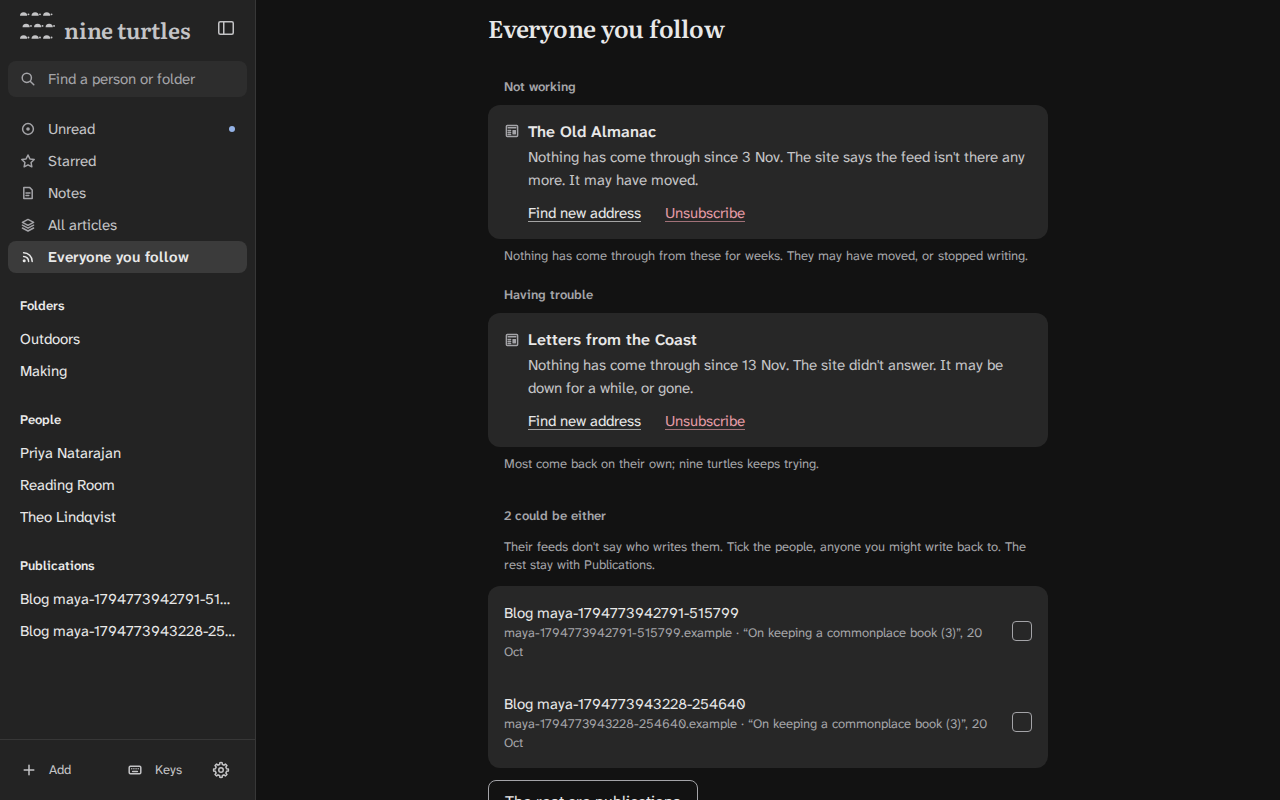 nine turtles
Find a person or folder
Unread
Starred
Notes
All articles
Everyone you follow
Folders
Outdoors
Making
People
Priya Natarajan
Reading Room
Theo Lindqvist
Publications
Blog maya-1794773942791-51...
Blog maya-1794773943228-25...
Add
Keys
Everyone you follow
Not working
The Old Almanac
Nothing has come through since 3 Nov. The site says the feed isn't there any
more. It may have moved.
Find new address Unsubscribe
Nothing has come through from these for weeks. They may have moved, or stopped writing.
Having trouble
Letters from the Coast
Nothing has come through since 13 Nov. The site didn't answer. It may be
down for a while, or gone.
Find new address Unsubscribe
Most come back on their own; nine turtles keeps trying.
2 could be either
Their feeds don't say who writes them. Tick the people, anyone you might write back to. The
rest stay with Publications.
Blog maya-1794773942791-515799
maya-1794773942791-515799.example · “On keeping a commonplace book (3)”, 20
Oct
Blog maya-1794773943228-254640
maya-1794773943228-254640.example · “On keeping a commonplace book (3)”, 20
Oct
The rest are publications